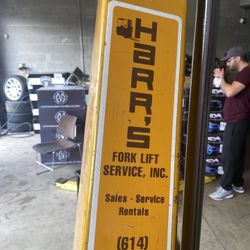 HARR'S
FORK LIFT
SERVICE, INC.
Sales - Service
Rentals
(614)